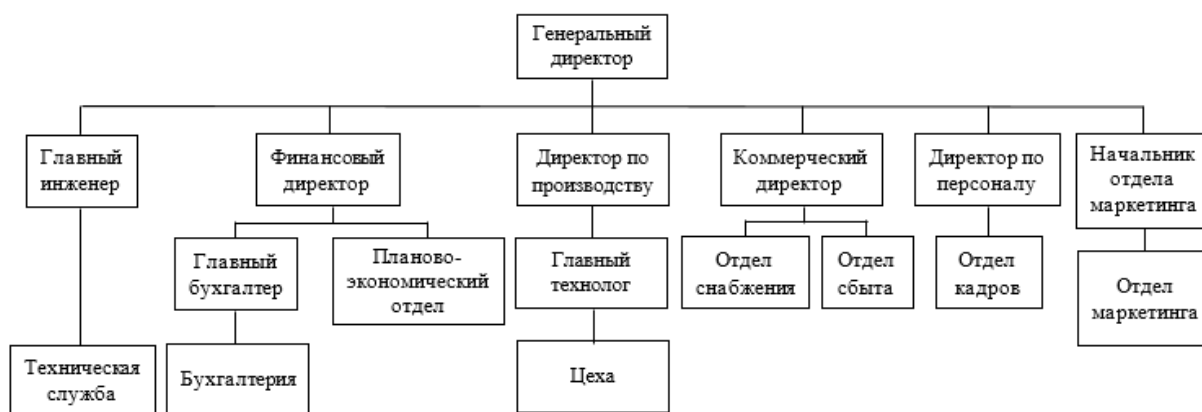 Генеральный
директор
Главный
инженер
Финансовый
директор
Директор по
производству
Коммерческий
директор
Директор по
персоналу
Начальник
отдела
маркетинга
Главный
бухгалтер
Планово-
экономический
отдел
Главный
технолог
Отдел
снабжения
Отдел
сбыта
Отдел
кадров
Отдел
маркетинга
Техническая
служба
Бухгалтерия
Цеха